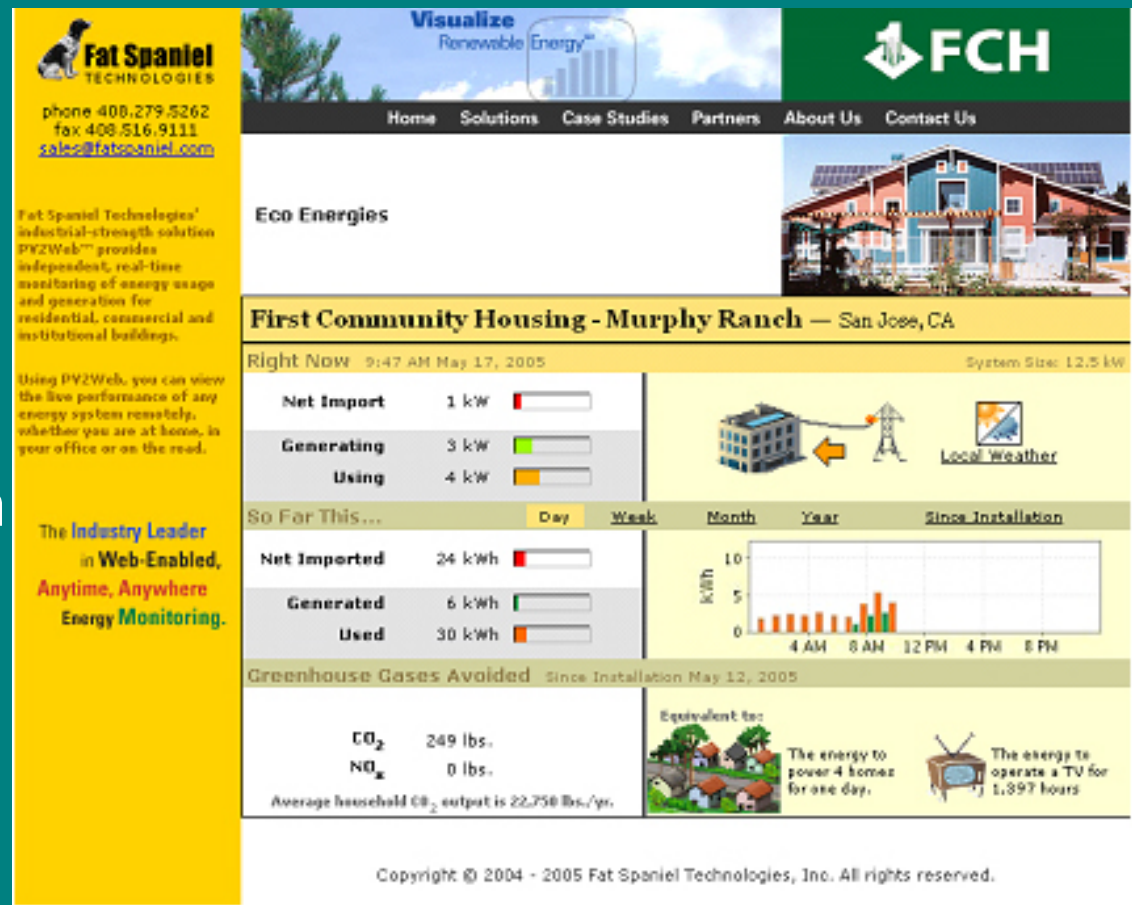 Fat Spaniel
TECHNOLOGIES
phone 408.279.5262
fax 408.516.9111
sales@fatspaniel.com
Fat Spaniel Technologies'
industrial-strength solution
PV2Web™ provides
independent, real-time
monitoring of energy usage
and generation for
residential, commercial and
institutional buildings.
Using PV2Web, you can view
the live performance of any
energy system remotely,
whether you are at home, in
your office or on the road.
The Industry Leader
in Web-Enabled,
Anytime, Anywhere
Energy Monitoring.
Visualize
Renewable Energy℠
FCH
Home Solutions Case Studies Partners About Us Contact Us
Eco Energies
First Community Housing - Murphy Ranch — San Jose, CA
Right Now 9:47 AM May 17, 2005 System Size: 12.5 kW
Net Import 1 kW
Generating 3 kW
Using 4 kW
Local Weather
So Far This... Day Week Month Year Since Installation
Net Imported 24 kWh
Generated 6 kWh
Used 30 kWh
kWh
10
5
0
4 AM 8 AM 12 PM 4 PM 8 PM
Greenhouse Gases Avoided Since Installation May 12, 2005
CO₂ 249 lbs.
NOₓ 0 lbs.
Average household CO₂ output is 22,750 lbs./yr.
Equivalent to:
The energy to
power 4 homes
for one day.
The energy to
operate a TV for
1,397 hours
Copyright © 2004 - 2005 Fat Spaniel Technologies, Inc. All rights reserved.